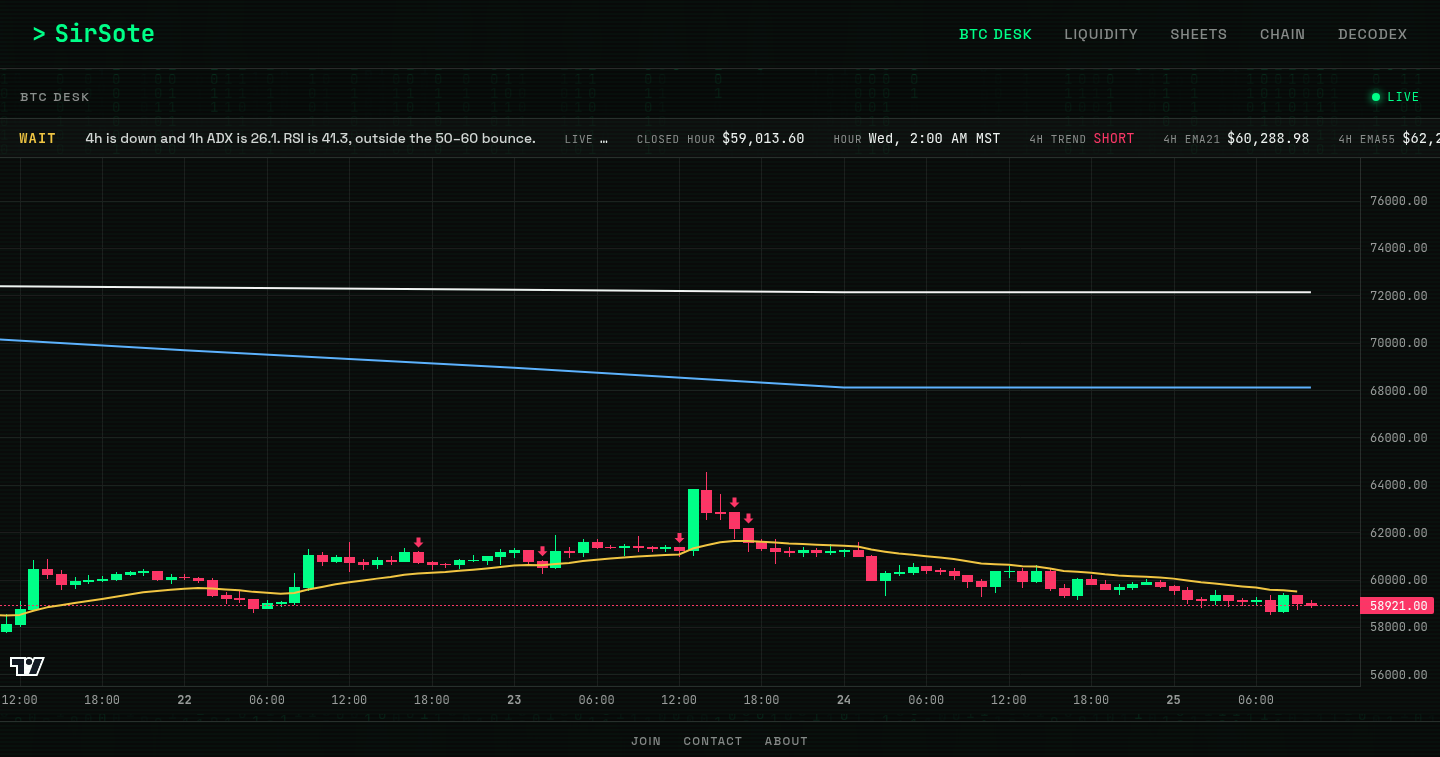 > SirSote
BTC DESK LIQUIDITY SHEETS CHAIN DECODEX
BTC DESK
LIVE
WAIT 4h is down and 1h ADX is 26.1. RSI is 41.3, outside the 50–60 bounce. LIVE … CLOSED HOUR $59,013.60 HOUR Wed, 2:00 AM MST 4H TREND SHORT 4H EMA21 $60,288.98 4H EMA55 $62,2
76000.00
74000.00
72000.00
70000.00
68000.00
66000.00
64000.00
62000.00
60000.00
58921.00
58000.00
56000.00
12:00 18:00 22 06:00 12:00 18:00 23 06:00 12:00 18:00 24 06:00 12:00 18:00 25 06:00
JOIN CONTACT ABOUT